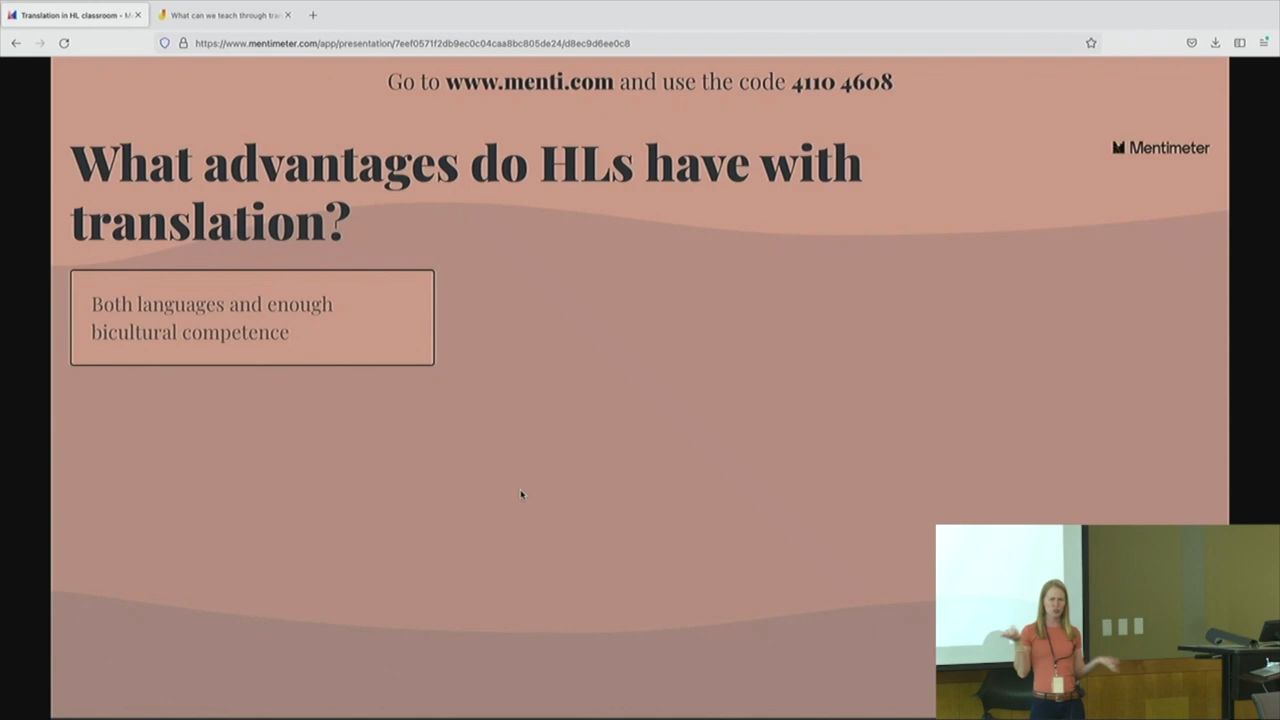 Translation in HL classroom - M
What can we teach through tran
https://www.mentimeter.com/app/presentation/7eef0571f2db9ec0c04caa8bc805de24/d8ec9d6ee0c8
Go to www.menti.com and use the code 4110 4608
What advantages do HLs have with
translation?
Mentimeter
Both languages and enough
bicultural competence